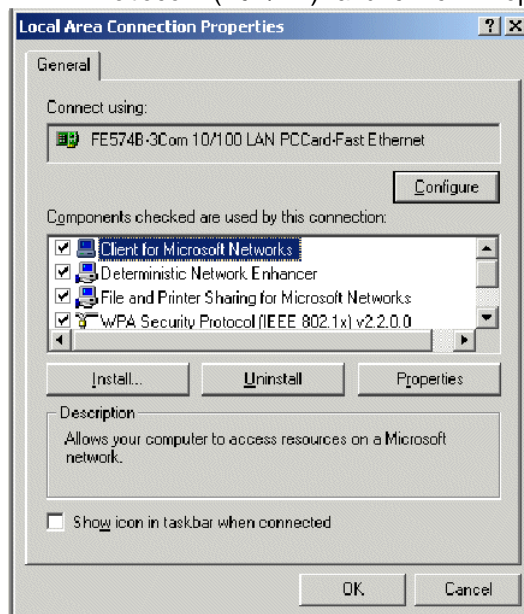 Local Area Connection Properties
General
Connect using:
FE574B-3Com 10/100 LAN PCCard-Fast Ethernet
Configure
Components checked are used by this connection:
Client for Microsoft Networks
Deterministic Network Enhancer
File and Printer Sharing for Microsoft Networks
WPA Security Protocol (IEEE 802.1x) v2.2.0.0
Install... Uninstall Properties
Description
Allows your computer to access resources on a Microsoft
network.
Show icon in taskbar when connected
OK Cancel